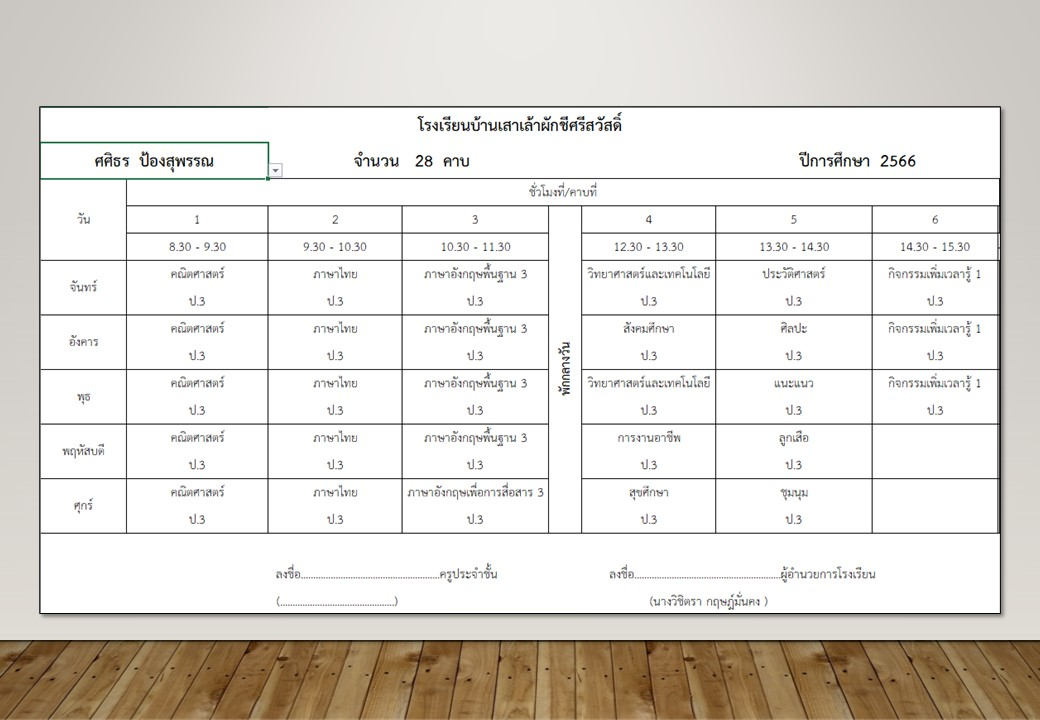 โรงเรียนบ้านเสาเล้าผักชีศรีสวัสดิ์
ศศิธร ป้องสุพรรณ จำนวน 28 คาบ ปีการศึกษา 2566
วัน ชั่วโมงที่/คาบที่
1 2 3 4 5 6
8.30 - 9.30 9.30 - 10.30 10.30 - 11.30 12.30 - 13.30 13.30 - 14.30 14.30 - 15.30
พักกลางวัน
จันทร์ คณิตศาสตร์ ภาษาไทย ภาษาอังกฤษพื้นฐาน 3 วิทยาศาสตร์และเทคโนโลยี ประวัติศาสตร์ กิจกรรมเพิ่มเวลารู้ 1
ป.3 ป.3 ป.3 ป.3 ป.3 ป.3
อังคาร คณิตศาสตร์ ภาษาไทย ภาษาอังกฤษพื้นฐาน 3 สังคมศึกษา ศิลปะ กิจกรรมเพิ่มเวลารู้ 1
ป.3 ป.3 ป.3 ป.3 ป.3 ป.3
พุธ คณิตศาสตร์ ภาษาไทย ภาษาอังกฤษพื้นฐาน 3 วิทยาศาสตร์และเทคโนโลยี แนะแนว กิจกรรมเพิ่มเวลารู้ 1
ป.3 ป.3 ป.3 ป.3 ป.3 ป.3
พฤหัสบดี คณิตศาสตร์ ภาษาไทย ภาษาอังกฤษพื้นฐาน 3 การงานอาชีพ ลูกเสือ
ป.3 ป.3 ป.3 ป.3 ป.3
ศุกร์ คณิตศาสตร์ ภาษาไทย ภาษาอังกฤษเพื่อการสื่อสาร 3 สุขศึกษา ชุมนุม
ป.3 ป.3 ป.3 ป.3 ป.3
ลงชื่อ......................................................ครูประจำชั้น ลงชื่อ.........................................................ผู้อำนวยการโรงเรียน
(.............................................) (นางวิชิตรา กฤษฎ์มั่นคง )